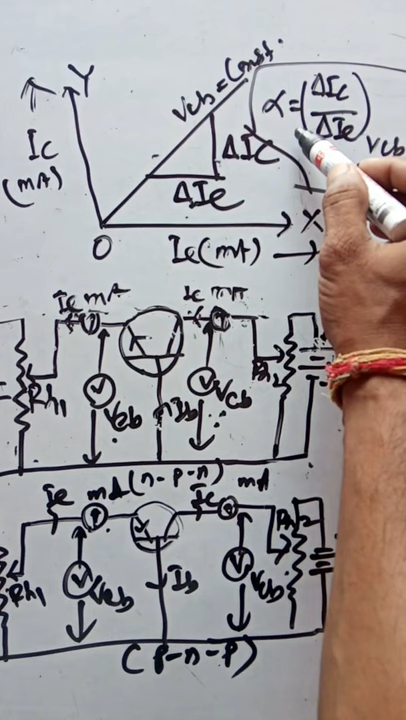 Y
Vcb = Const.
α = (ΔIc / ΔIe) Vcb
Ic
(mA)
ΔIc
ΔIe
O
X
Ie (mA)
Ie mA
Ic mA
Rh1
V
Veb
Ib
V
Vcb
Rh2
(n-p-n)
Ie mA
Ic mA
Rh1
V
Veb
Ib
V
Vcb
Rh2
(p-n-p)